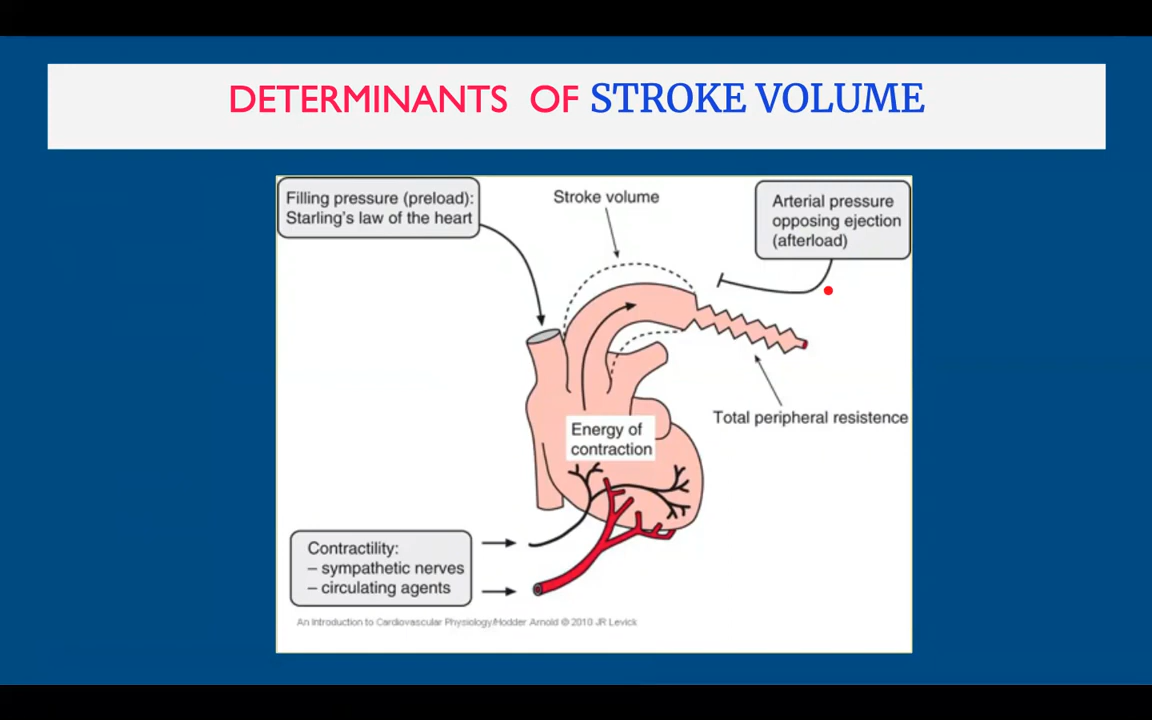 DETERMINANTS OF STROKE VOLUME
Filling pressure (preload):
Starling's law of the heart
Stroke volume
Arterial pressure
opposing ejection
(afterload)
Total peripheral resistence
Energy of
contraction
Contractility:
– sympathetic nerves
– circulating agents
An Introduction to Cardiovascular Physiology/Hodder Arnold © 2010 JR Levick